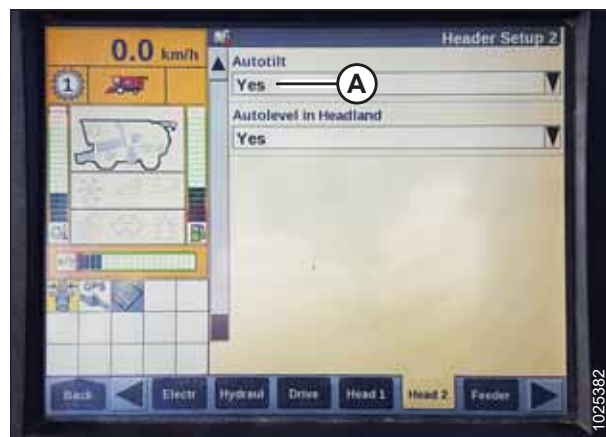 Header Setup 2
0.0 km/h
1
Autotilt
Yes
A
Autolevel in Headland
Yes
Back
Electr
Hydraul
Drive
Head 1
Head 2
Feeder
1025382